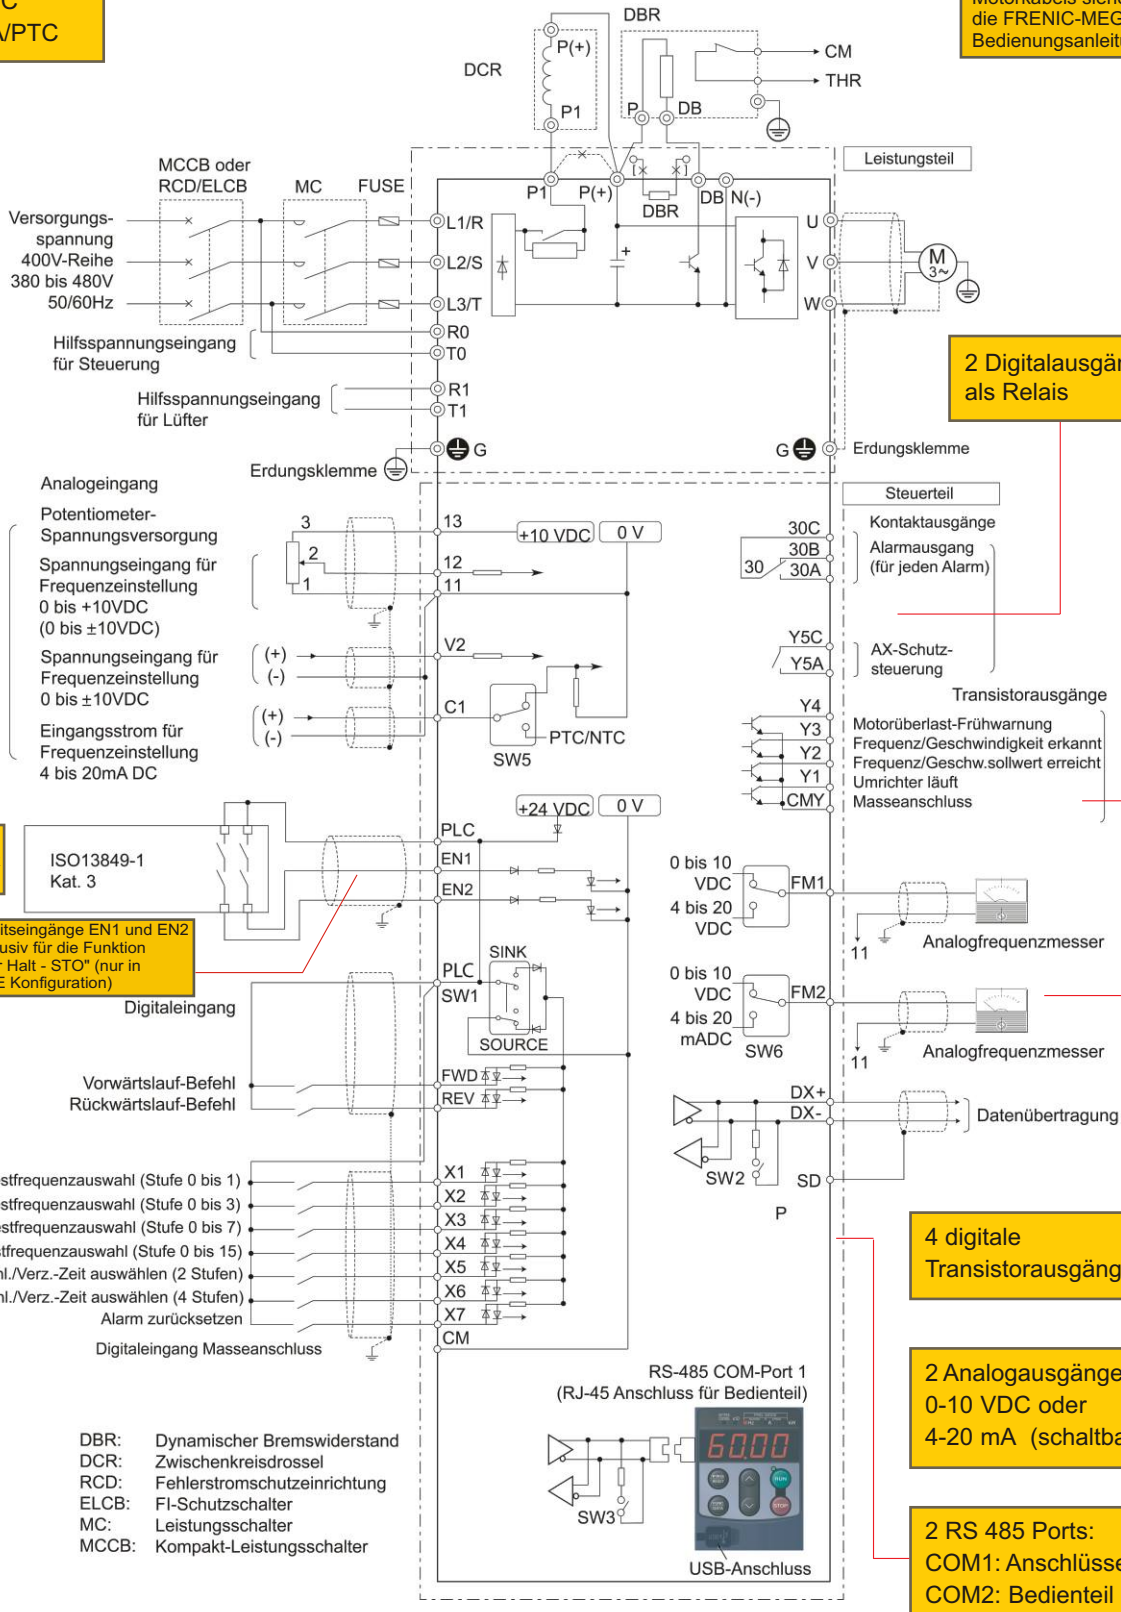 C
A/PTC
Motorkabels siehe
die FRENIC-MEG
Bedienungsanleitu
DBR
P(+)
DCR
CM
THR
P1
P
DB
MCCB oder
RCD/ELCB
MC
FUSE
Leistungsteil
P1
P(+)
[
]
DBR
DB
N(-)
Versorgungs-
spannung
400V-Reihe
380 bis 480V
50/60Hz
L1/R
L2/S
L3/T
R0
T0
+
U
V
W
M
3~
Hilfsspannungseingang
für Steuerung
Hilfsspannungseingang
für Lüfter
R1
T1
2 Digitalausgän
als Relais
G
G
Erdungsklemme
Erdungsklemme
Steuerteil
Analogeingang
Potentiometer-
Spannungsversorgung
Spannungseingang für
Frequenzeinstellung
0 bis +10VDC
(0 bis ±10VDC)
3
2
1
13
12
11
+10 VDC
0 V
30C
30B
30A
30
Kontaktausgänge
Alarmausgang
(für jeden Alarm)
Spannungseingang für
Frequenzeinstellung
0 bis ±10VDC
(+)
(-)
V2
Y5C
Y5A
AX-Schutz-
steuerung
Eingangsstrom für
Frequenzeinstellung
4 bis 20mA DC
(+)
(-)
C1
PTC/NTC
SW5
Transistorausgänge
Y4
Y3
Y2
Y1
CMY
Motorüberlast-Frühwarnung
Frequenz/Geschwindigkeit erkannt
Frequenz/Geschw.sollwert erreicht
Umrichter läuft
Masseanschluss
+24 VDC
0 V
ISO13849-1
Kat. 3
PLC
EN1
EN2
0 bis 10
VDC
4 bis 20
VDC
FM1
11
Analogfrequenzmesser
itseingänge EN1 und EN2
usiv für die Funktion
r Halt - STO" (nur in
E Konfiguration)
Digitaleingang
PLC
SW1
SINK
SOURCE
0 bis 10
VDC
4 bis 20
mADC
FM2
SW6
11
Analogfrequenzmesser
Vorwärtslauf-Befehl
Rückwärtslauf-Befehl
FWD
REV
DX+
DX-
SW2
SD
Datenübertragung
P
estfrequenzauswahl (Stufe 0 bis 1)
estfrequenzauswahl (Stufe 0 bis 3)
estfrequenzauswahl (Stufe 0 bis 7)
stfrequenzauswahl (Stufe 0 bis 15)
nl./Verz.-Zeit auswählen (2 Stufen)
nl./Verz.-Zeit auswählen (4 Stufen)
Alarm zurücksetzen
Digitaleingang Masseanschluss
X1
X2
X3
X4
X5
X6
X7
CM
4 digitale
Transistorausgäng
RS-485 COM-Port 1
(RJ-45 Anschluss für Bedienteil)
2 Analogausgänge
0-10 VDC oder
4-20 mA (schaltba
60.00
RUN
STOP
SW3
USB-Anschluss
DBR: Dynamischer Bremswiderstand
DCR: Zwischenkreisdrossel
RCD: Fehlerstromschutzeinrichtung
ELCB: FI-Schutzschalter
MC: Leistungsschalter
MCCB: Kompakt-Leistungsschalter
2 RS 485 Ports:
COM1: Anschlüsse
COM2: Bedienteil